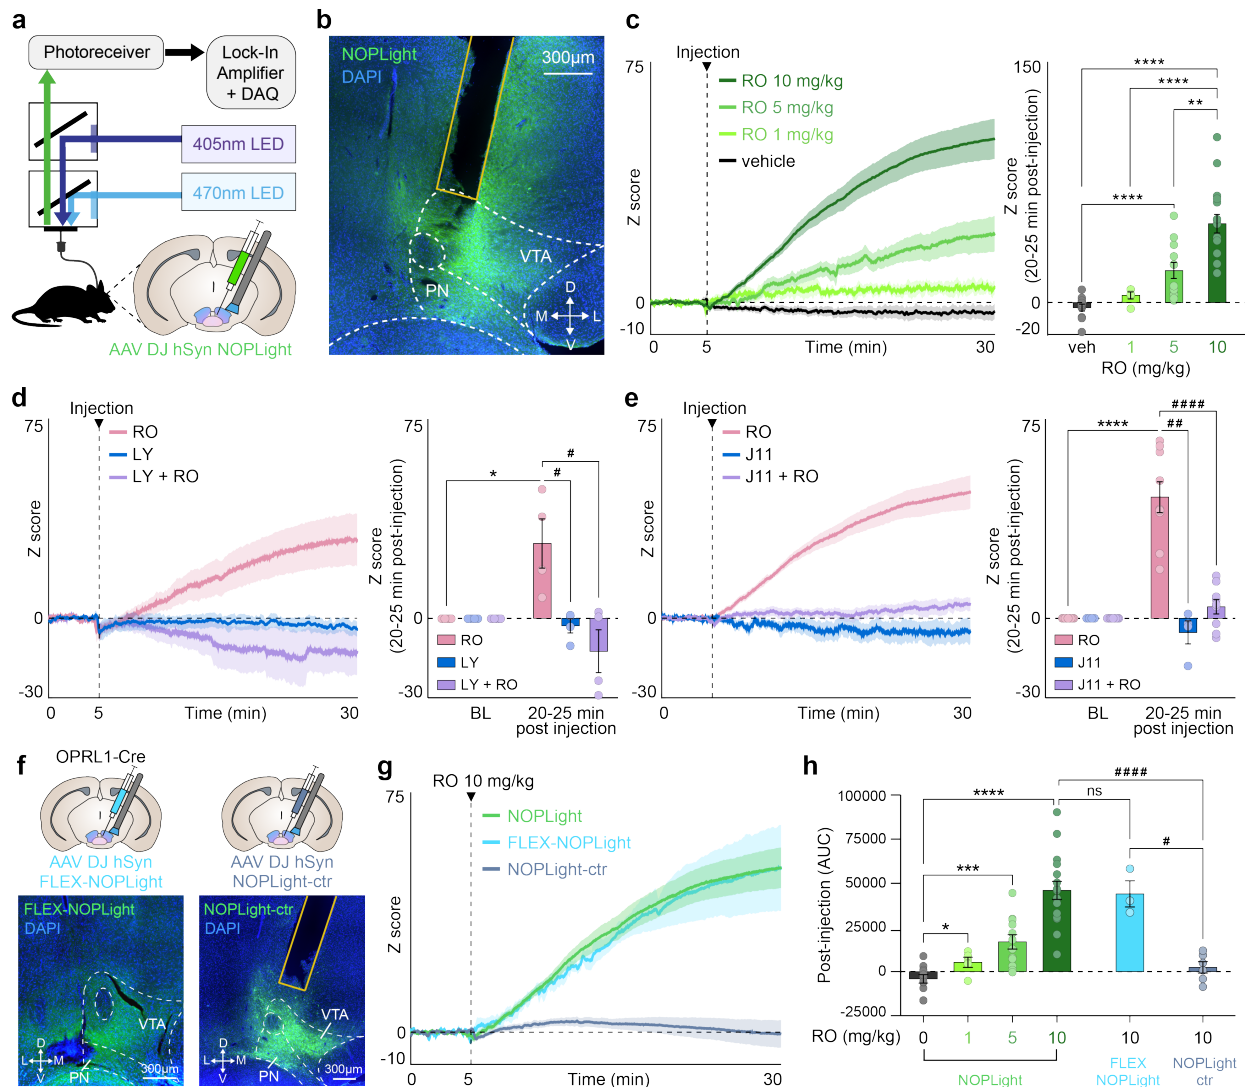 a
Photoreceiver
Lock-In
Amplifier
+ DAQ
405nm LED
470nm LED
AAV DJ hSyn NOPLight
b
NOPLight
DAPI
300µm
VTA
PN
D
M
L
V
c
Injection
75
RO 10 mg/kg
RO 5 mg/kg
RO 1 mg/kg
vehicle
Z score
0
-10
0
5
Time (min)
30
150
****
****
**
****
Z score
(20-25 min post-injection)
0
-20
veh
1
5
10
RO (mg/kg)
d
Injection
75
RO
LY
LY + RO
Z score
0
-30
0
5
Time (min)
30
75
#
*
#
Z score
(20-25 min post-injection)
0
RO
LY
LY + RO
-30
BL
20-25 min
post injection
e
Injection
75
RO
J11
J11 + RO
Z score
0
-30
0
5
Time (min)
30
75
####
****
##
Z score
(20-25 min post-injection)
0
RO
J11
J11 + RO
-30
BL
20-25 min
post injection
f
OPRL1-Cre
AAV DJ hSyn
FLEX-NOPLight
AAV DJ hSyn
NOPLight-ctr
FLEX-NOPLight
DAPI
VTA
D
L
M
V
PN
300µm
NOPLight-ctr
DAPI
VTA
D
L
M
V
PN
300µm
g
RO 10 mg/kg
75
NOPLight
FLEX-NOPLight
NOPLight-ctr
Z score
0
-10
0
5
Time (min)
30
h
####
****
ns
***
#
*
Post-injection (AUC)
100000
75000
50000
25000
0
-25000
RO (mg/kg)
0
1
5
10
10
10
NOPLight
FLEX
NOPLight
NOPLight
ctr